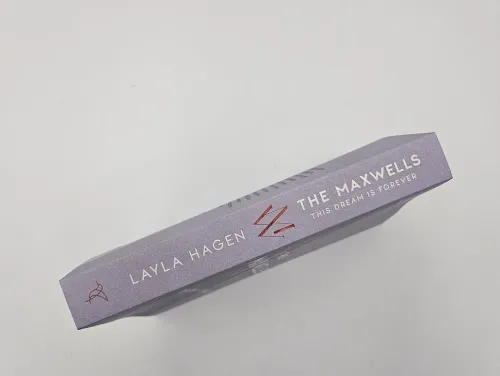 LAYLA HAGEN
THE MAXWELLS
THIS DREAM IS FOREVER